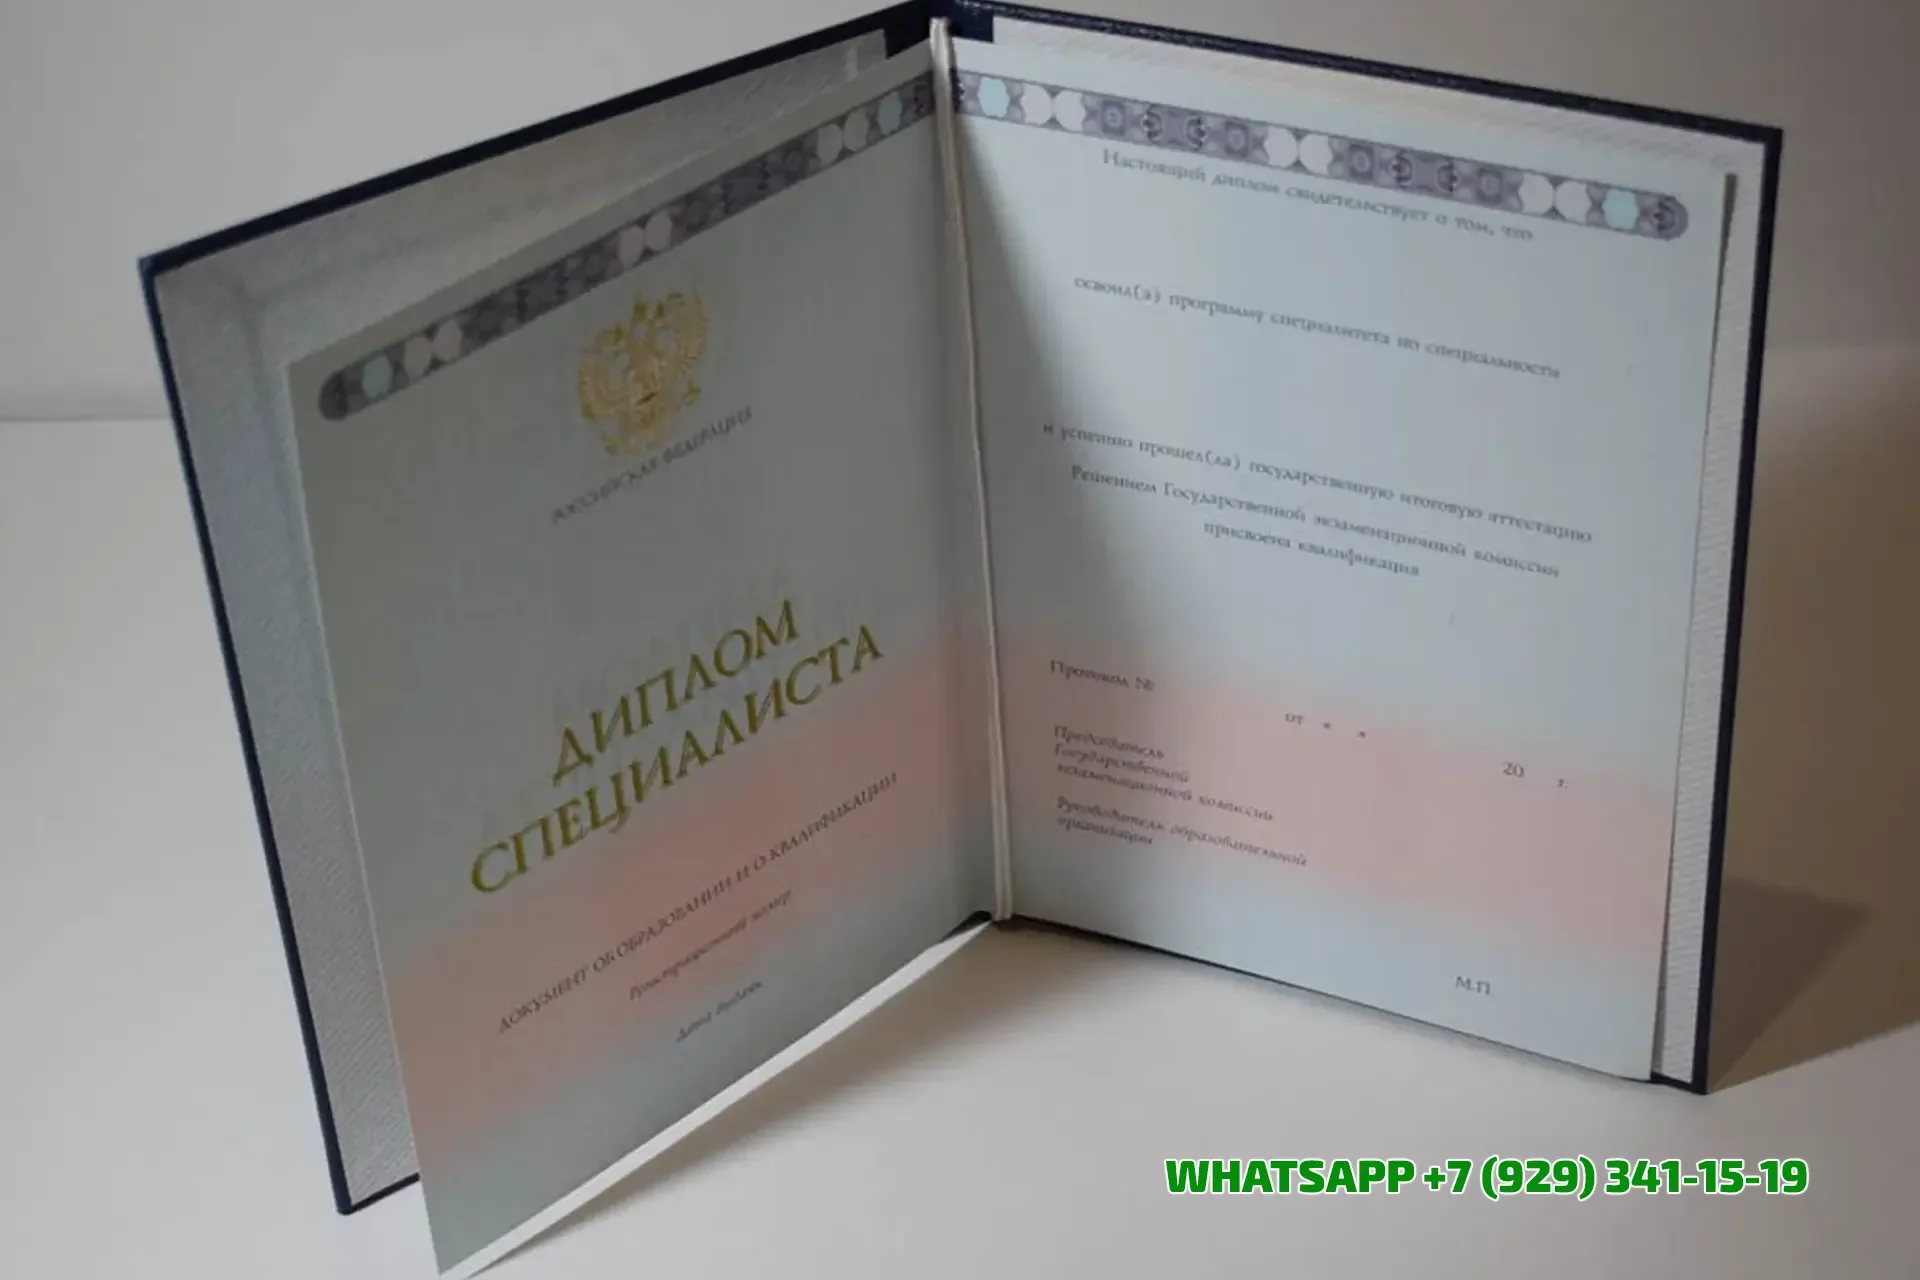 РОССИЙСКАЯ ФЕДЕРАЦИЯ
ДИПЛОМ
СПЕЦИАЛИСТА
ДОКУМЕНТ ОБ ОБРАЗОВАНИИ И О КВАЛИФИКАЦИИ
Регистрационный номер
Дата выдачи
Настоящий диплом свидетельствует о том, что
освоил(а) программу специалитета по специальности
и успешно прошел(ла) государственную итоговую аттестацию
Решением Государственной экзаменационной комиссии
присвоена квалификация
Протокол №
от « »
20 г.
Председатель
Государственной
экзаменационной комиссии
Руководитель образовательной
организации
М.П.
WHATSAPP +7 (929) 341-15-19